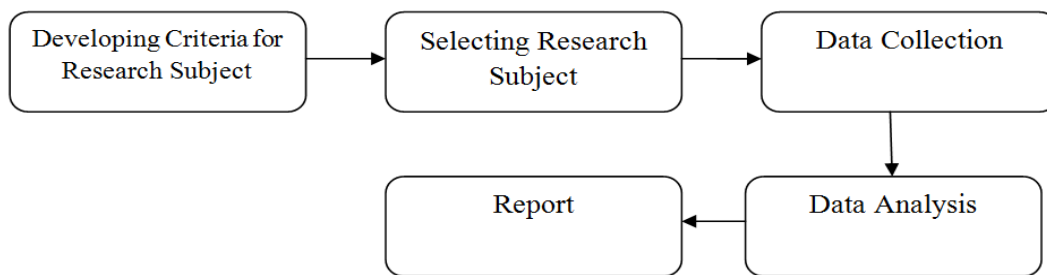 Developing Criteria for
Research Subject
Selecting Research
Subject
Data Collection
Data Analysis
Report